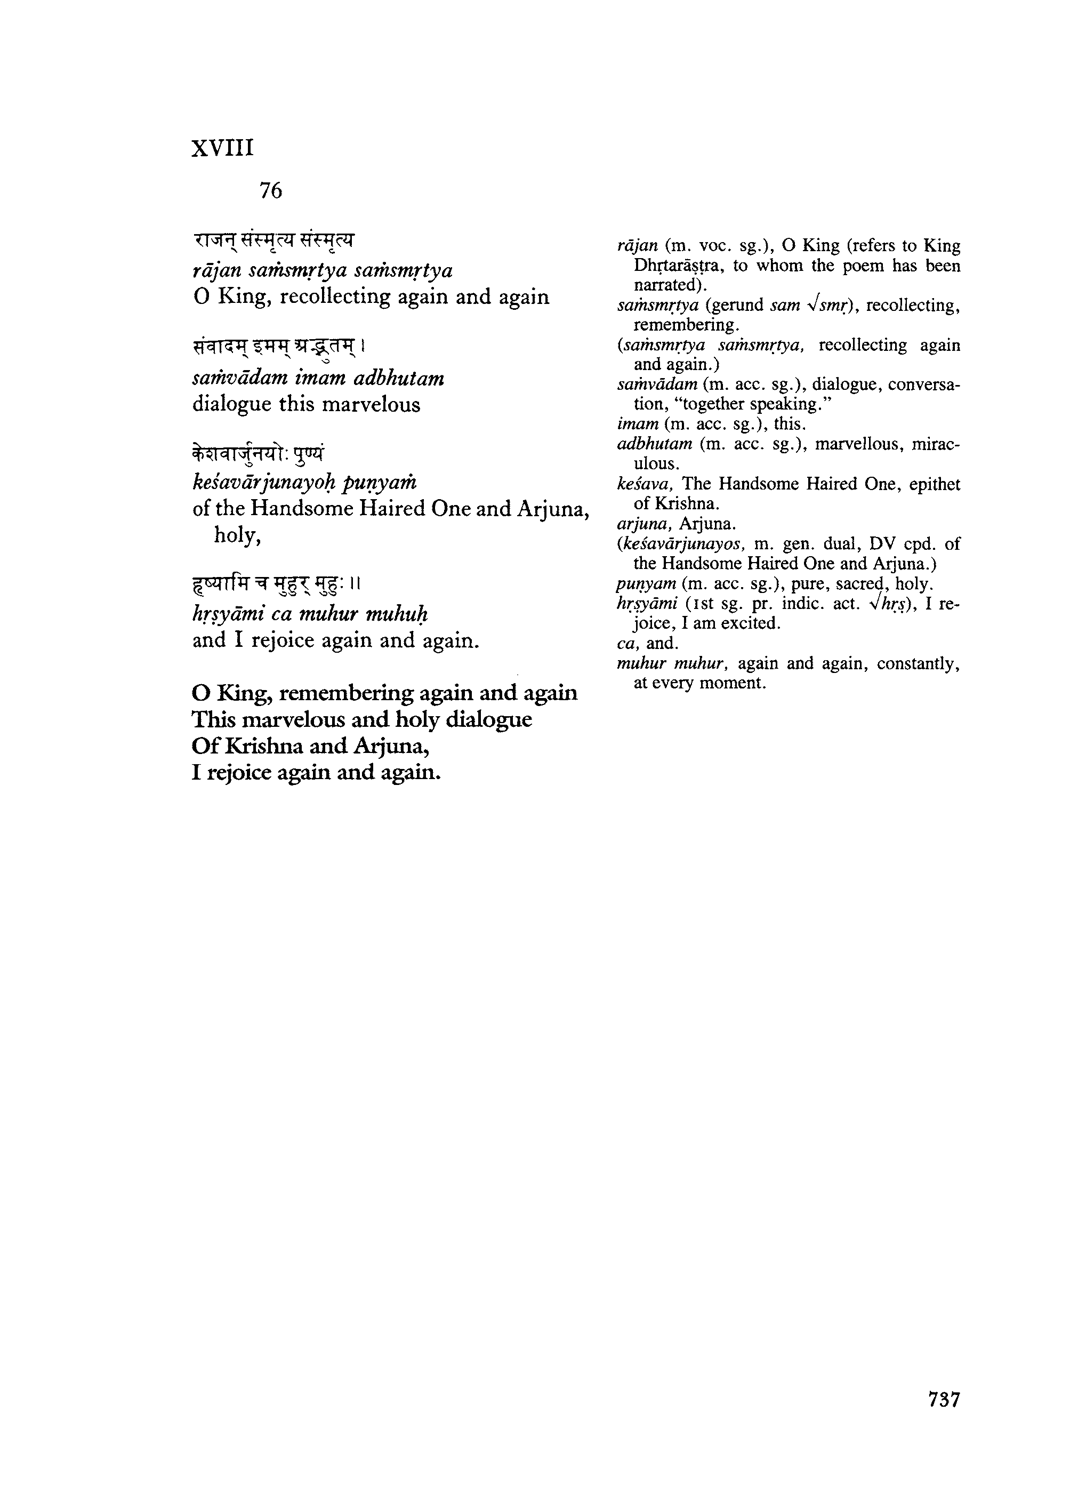 XVIII
76
राजन् संस्मृत्य संस्मृत्य
rājan saṁsmṛtya saṁsmṛtya
O King, recollecting again and again
संवादम् इमम् अद्भुतम् ।
saṁvādam imam adbhutam
dialogue this marvelous
केशवार्जुनयोः पुण्यं
keśavārjunayoḥ puṇyaṁ
of the Handsome Haired One and Arjuna,
holy,
हृष्यामि च मुहुर् मुहुः ॥
hṛṣyāmi ca muhur muhuḥ
and I rejoice again and again.
O King, remembering again and again
This marvelous and holy dialogue
Of Krishna and Arjuna,
I rejoice again and again.
rājan (m. voc. sg.), O King (refers to King
Dhṛtarāṣṭra, to whom the poem has been
narrated).
saṁsmṛtya (gerund sam √smṛ), recollecting,
remembering.
(saṁsmṛtya saṁsmṛtya, recollecting again
and again.)
saṁvādam (m. acc. sg.), dialogue, conversa-
tion, “together speaking.”
imam (m. acc. sg.), this.
adbhutam (m. acc. sg.), marvellous, mirac-
ulous.
keśava, The Handsome Haired One, epithet
of Krishna.
arjuna, Arjuna.
(keśavārjunayos, m. gen. dual, DV cpd. of
the Handsome Haired One and Arjuna.)
puṇyam (m. acc. sg.), pure, sacred, holy.
hṛṣyāmi (1st sg. pr. indic. act. √hṛṣ), I re-
joice, I am excited.
ca, and.
muhur muhur, again and again, constantly,
at every moment.
737